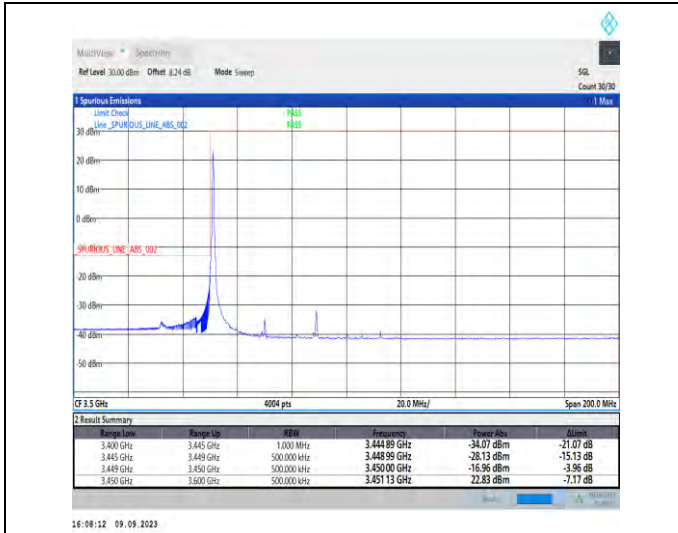 MultiView Spectrum
Ref Level 30.00 dBm Offset 8.24 dB Mode Sweep SGL
Count 30/30
1 Spurious Emissions 1 Max
Limit Check PASS
Line _SPURIOUS_LINE_ABS_002 PASS
30 dBm
20 dBm
10 dBm
0 dBm
_SPURIOUS_LINE_ABS_002
-20 dBm
-30 dBm
-40 dBm
-50 dBm
CF 3.5 GHz 4004 pts 20.0 MHz/ Span 200.0 MHz
2 Result Summary
Range Low Range Up RBW Frequency Power Abs ΔLimit
3.400 GHz 3.445 GHz 1.000 MHz 3.444 89 GHz -34.07 dBm -21.07 dB
3.445 GHz 3.449 GHz 500.000 kHz 3.448 99 GHz -28.13 dBm -15.13 dB
3.449 GHz 3.450 GHz 500.000 kHz 3.450 00 GHz -16.96 dBm -3.96 dB
3.450 GHz 3.600 GHz 500.000 kHz 3.451 13 GHz 22.83 dBm -7.17 dB
16:08:12 09.09.2023